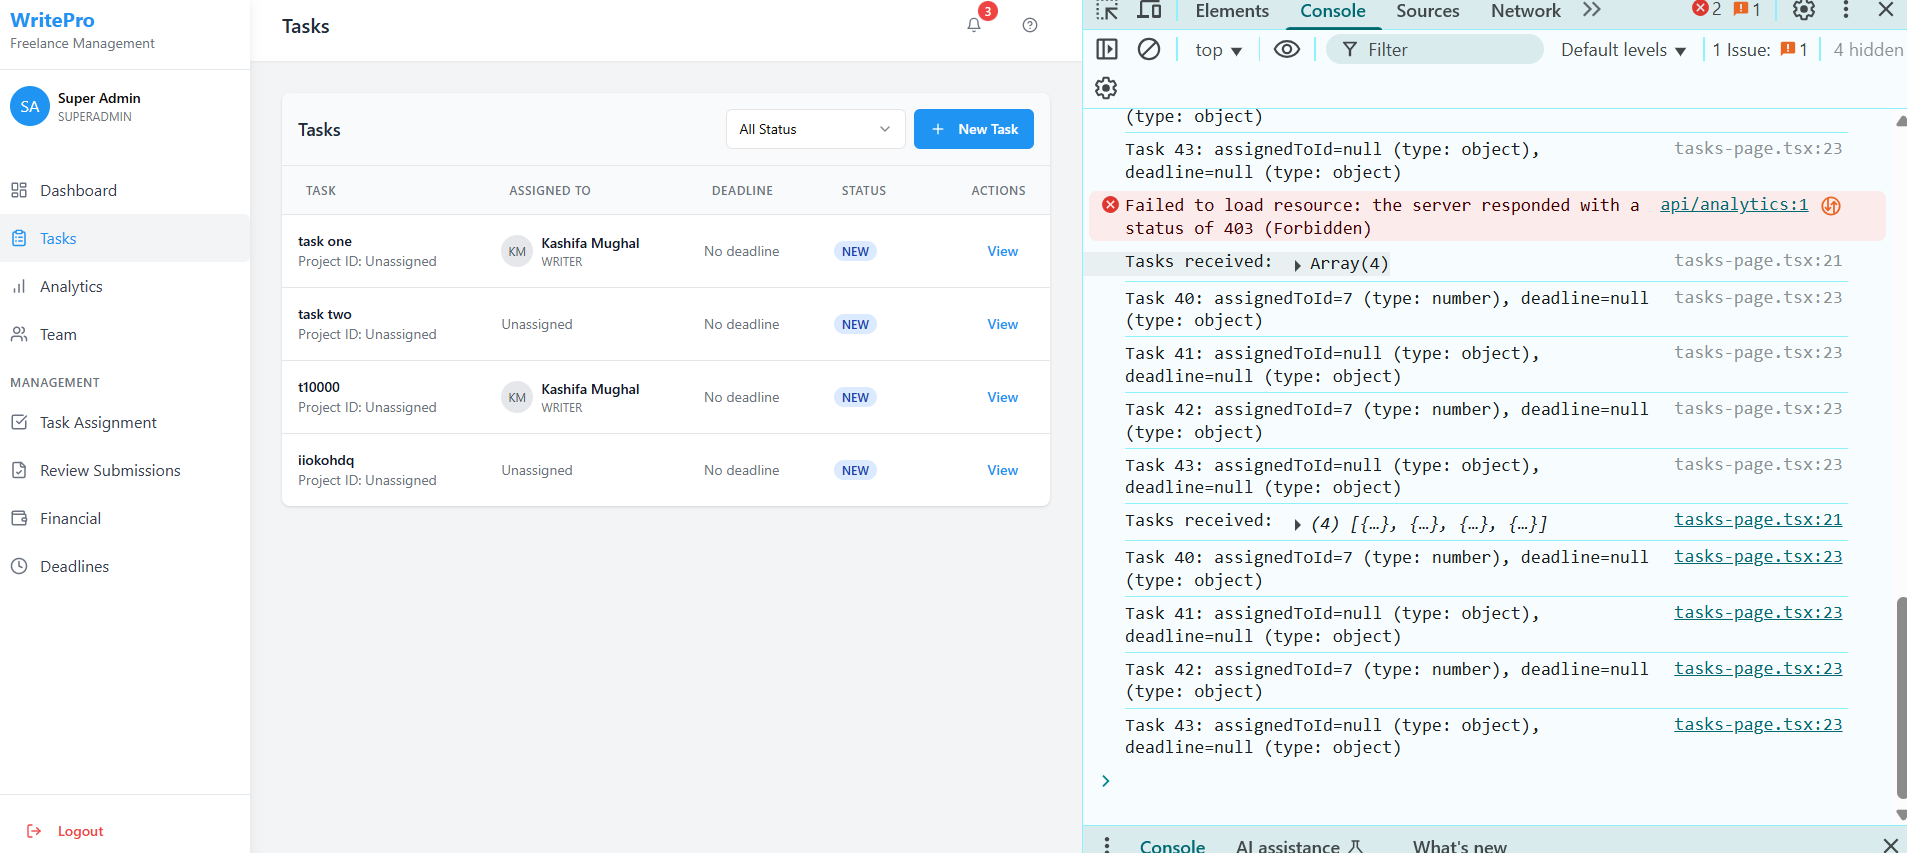 WritePro
Freelance Management
SA
Super Admin
SUPERADMIN
Dashboard
Tasks
Analytics
Team
MANAGEMENT
Task Assignment
Review Submissions
Financial
Deadlines
Logout
Tasks
3
Tasks
All Status
New Task
TASK ASSIGNED TO DEADLINE STATUS ACTIONS
task one
Project ID: Unassigned
KM
Kashifa Mughal
WRITER
No deadline
NEW
View
task two
Project ID: Unassigned
Unassigned
No deadline
NEW
View
t10000
Project ID: Unassigned
KM
Kashifa Mughal
WRITER
No deadline
NEW
View
iiokohdq
Project ID: Unassigned
Unassigned
No deadline
NEW
View
Elements Console Sources Network 2 1
top Filter Default levels 1 Issue: 1 4 hidden
(type: object)
Task 43: assignedToId=null (type: object), tasks-page.tsx:23
deadline=null (type: object)
Failed to load resource: the server responded with a api/analytics:1
status of 403 (Forbidden)
Tasks received: Array(4) tasks-page.tsx:21
Task 40: assignedToId=7 (type: number), deadline=null tasks-page.tsx:23
(type: object)
Task 41: assignedToId=null (type: object), tasks-page.tsx:23
deadline=null (type: object)
Task 42: assignedToId=7 (type: number), deadline=null tasks-page.tsx:23
(type: object)
Task 43: assignedToId=null (type: object), tasks-page.tsx:23
deadline=null (type: object)
Tasks received: (4) [{…}, {…}, {…}, {…}] tasks-page.tsx:21
Task 40: assignedToId=7 (type: number), deadline=null tasks-page.tsx:23
(type: object)
Task 41: assignedToId=null (type: object), tasks-page.tsx:23
deadline=null (type: object)
Task 42: assignedToId=7 (type: number), deadline=null tasks-page.tsx:23
(type: object)
Task 43: assignedToId=null (type: object), tasks-page.tsx:23
deadline=null (type: object)
Console AI assistance What's new